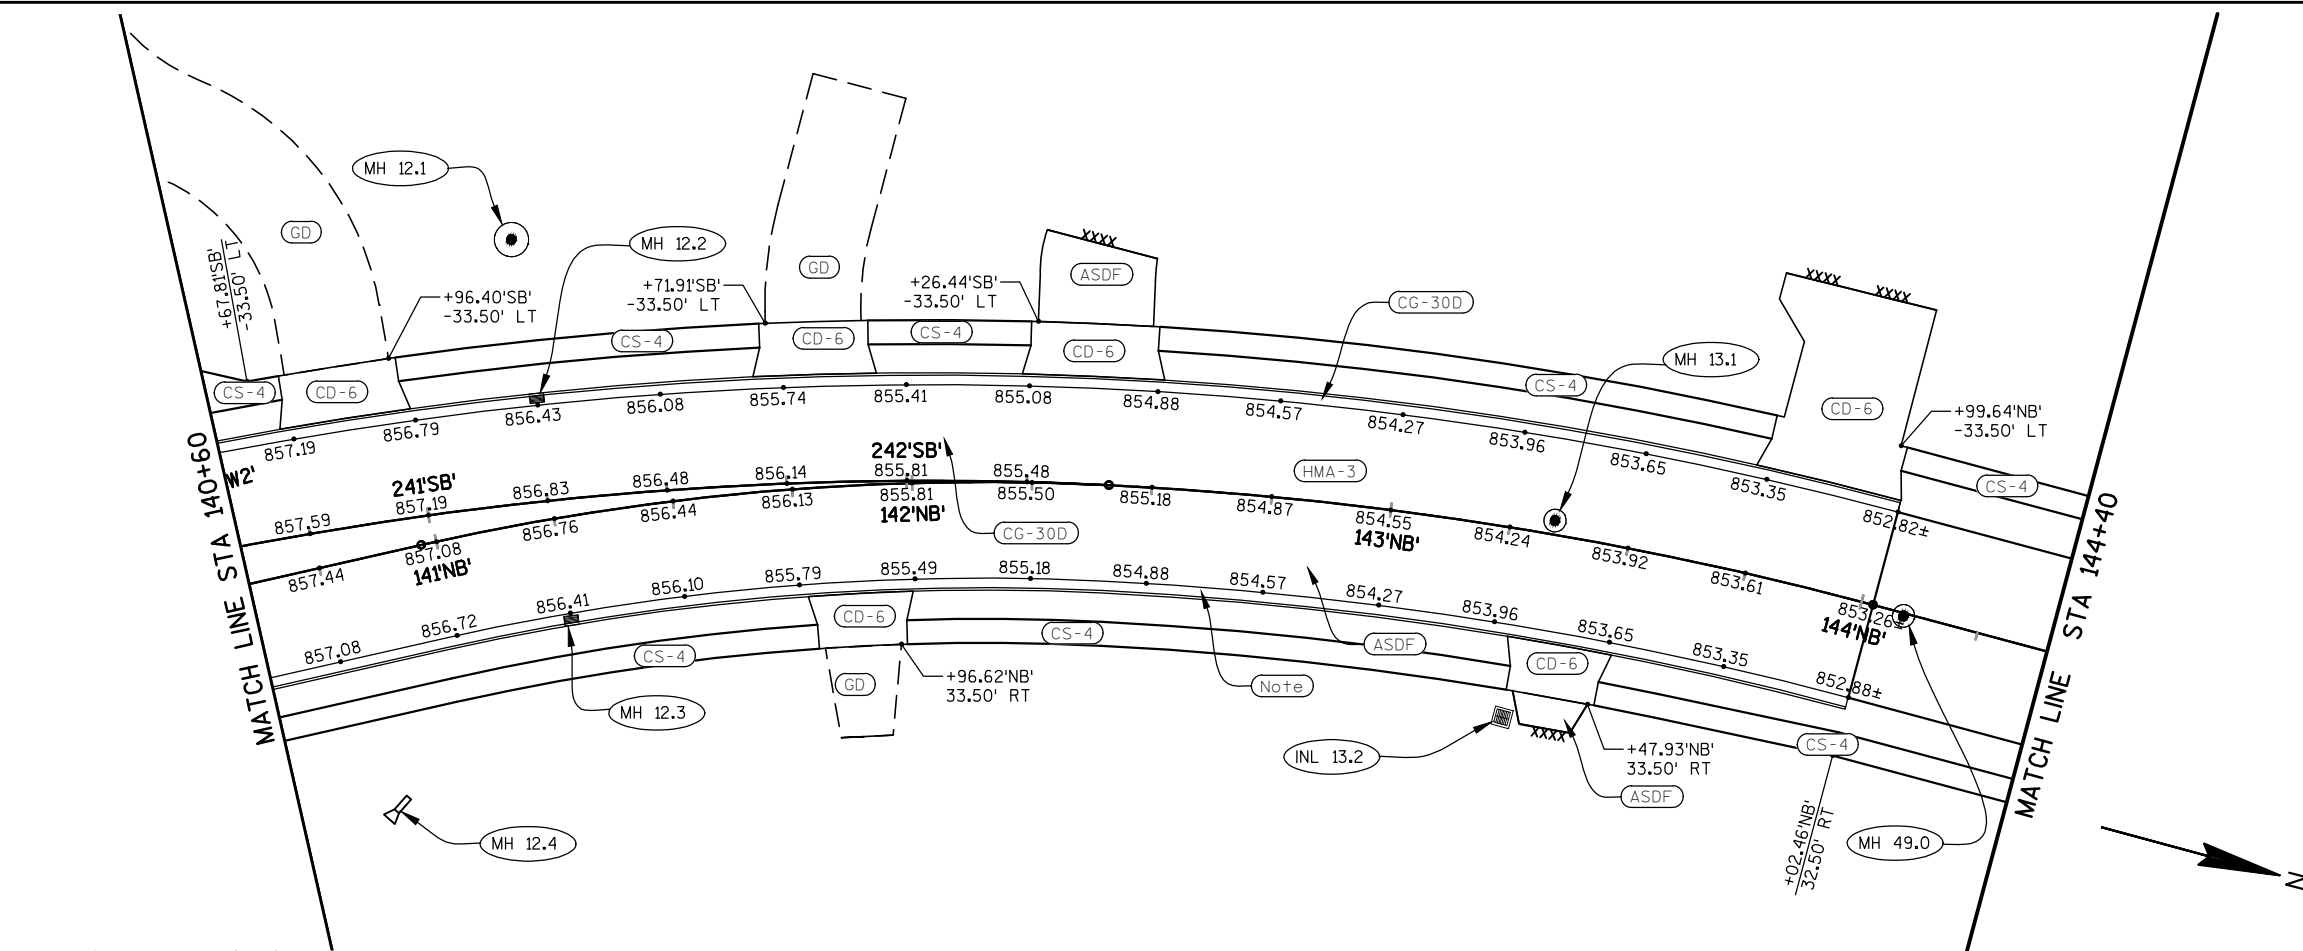 MH 12.1
GD
+67.81'SB'
-33.50' LT
MH 12.2
GD
ASDF
XXXX
XXXX
XXXX
+96.40'SB'
-33.50' LT
+71.91'SB'
-33.50' LT
+26.44'SB'
-33.50' LT
CG-30D
MH 13.1
CS-4
CD-6
CS-4
CD-6
CS-4
CD-6
CS-4
CD-6
+99.64'NB'
-33.50' LT
CS-4
857.19
856.79
856.43
856.08
855.74
855.41
855.08
854.88
854.57
854.27
853.96
853.65
853.35
852.82±
MATCH LINE STA 140+60
W2'
241'SB'
242'SB'
HMA-3
857.59
857.19
856.83
856.48
856.14
855.81
855.48
857.44
857.08
856.76
856.44
856.13
855.81
855.50
855.18
854.87
854.55
854.24
853.92
853.61
853.26±
141'NB'
142'NB'
143'NB'
144'NB'
CG-30D
857.08
856.72
856.41
856.10
855.79
855.49
855.18
854.88
854.57
854.27
853.96
853.65
853.35
852.88±
CS-4
CD-6
CS-4
ASDF
CD-6
GD
+96.62'NB'
33.50' RT
Note
MH 12.3
INL 13.2
XXXX
+47.93'NB'
33.50' RT
ASDF
CS-4
MH 12.4
+02.46'NB'
32.50' RT
MH 49.0
MATCH LINE STA 144+40
N